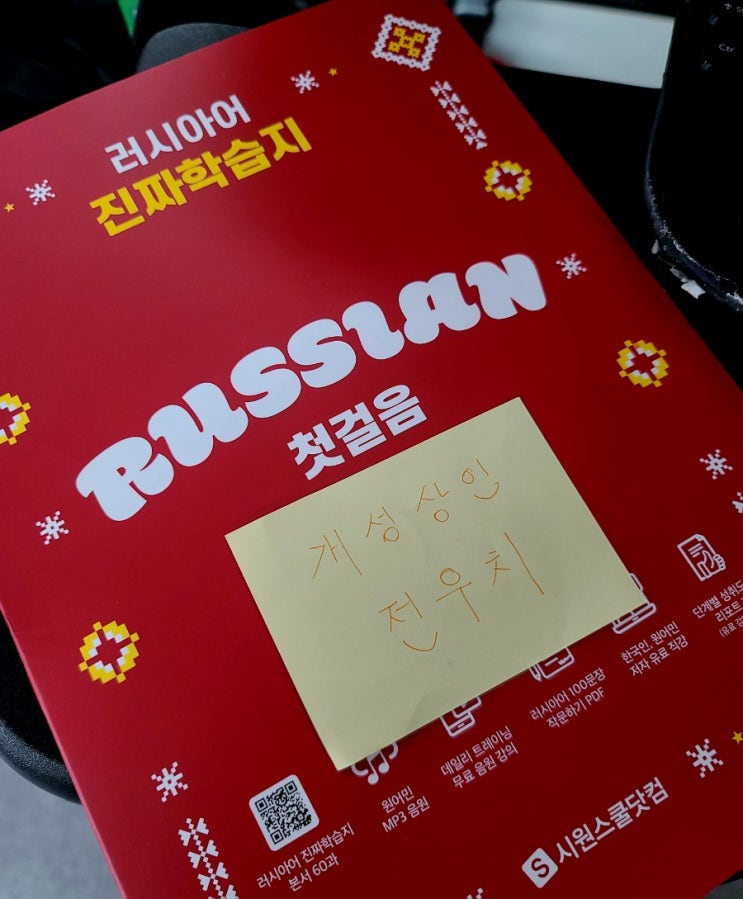 러시아어
진짜학습지
RUSSIAN
첫걸음
개성상인
전우치
러시아어 진짜학습지
본서 60과
원어민
MP3 음원
데일리 트레이닝
무료 음원 강의
러시아어 100문장
작문하기 PDF
한국인, 원어민
저자 유료 직강
단계별 성취도
리포트
(유료
S 시원스쿨닷컴
Ctr